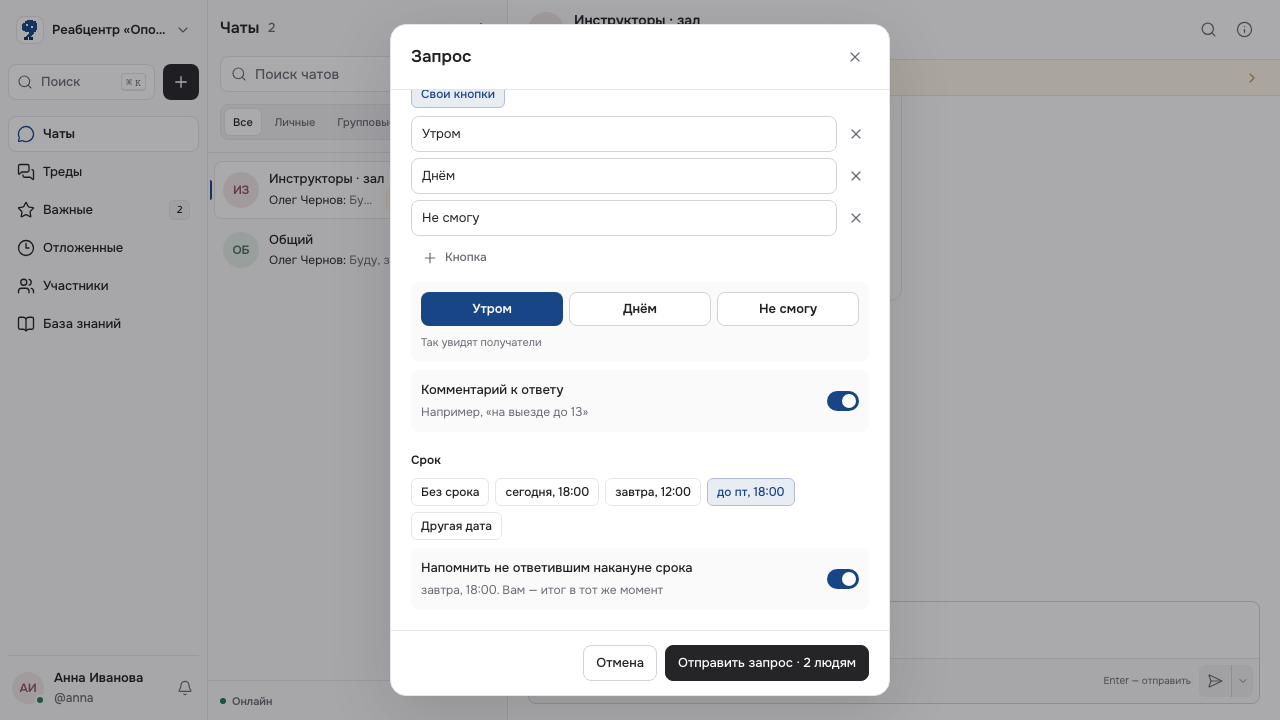 Реабцентр «Опо...
Поиск
⌘ K
Чаты
Треды
Важные
2
Отложенные
Участники
База знаний
АИ
Анна Иванова
@anna
Чаты 2
Поиск чатов
Все
Личные
Групповые
ИЗ
Инструкторы · зал
Олег Чернов: Бу...
ОБ
Общий
Олег Чернов: Буду, з
Онлайн
Инструкторы · зал
Запрос
Свои кнопки
Утром
Днём
Не смогу
Кнопка
Утром
Днём
Не смогу
Так увидят получатели
Комментарий к ответу
Например, «на выезде до 13»
Срок
Без срока
сегодня, 18:00
завтра, 12:00
до пт, 18:00
Другая дата
Напомнить не ответившим накануне срока
завтра, 18:00. Вам — итог в тот же момент
Отмена
Отправить запрос · 2 людям
Enter — отправить